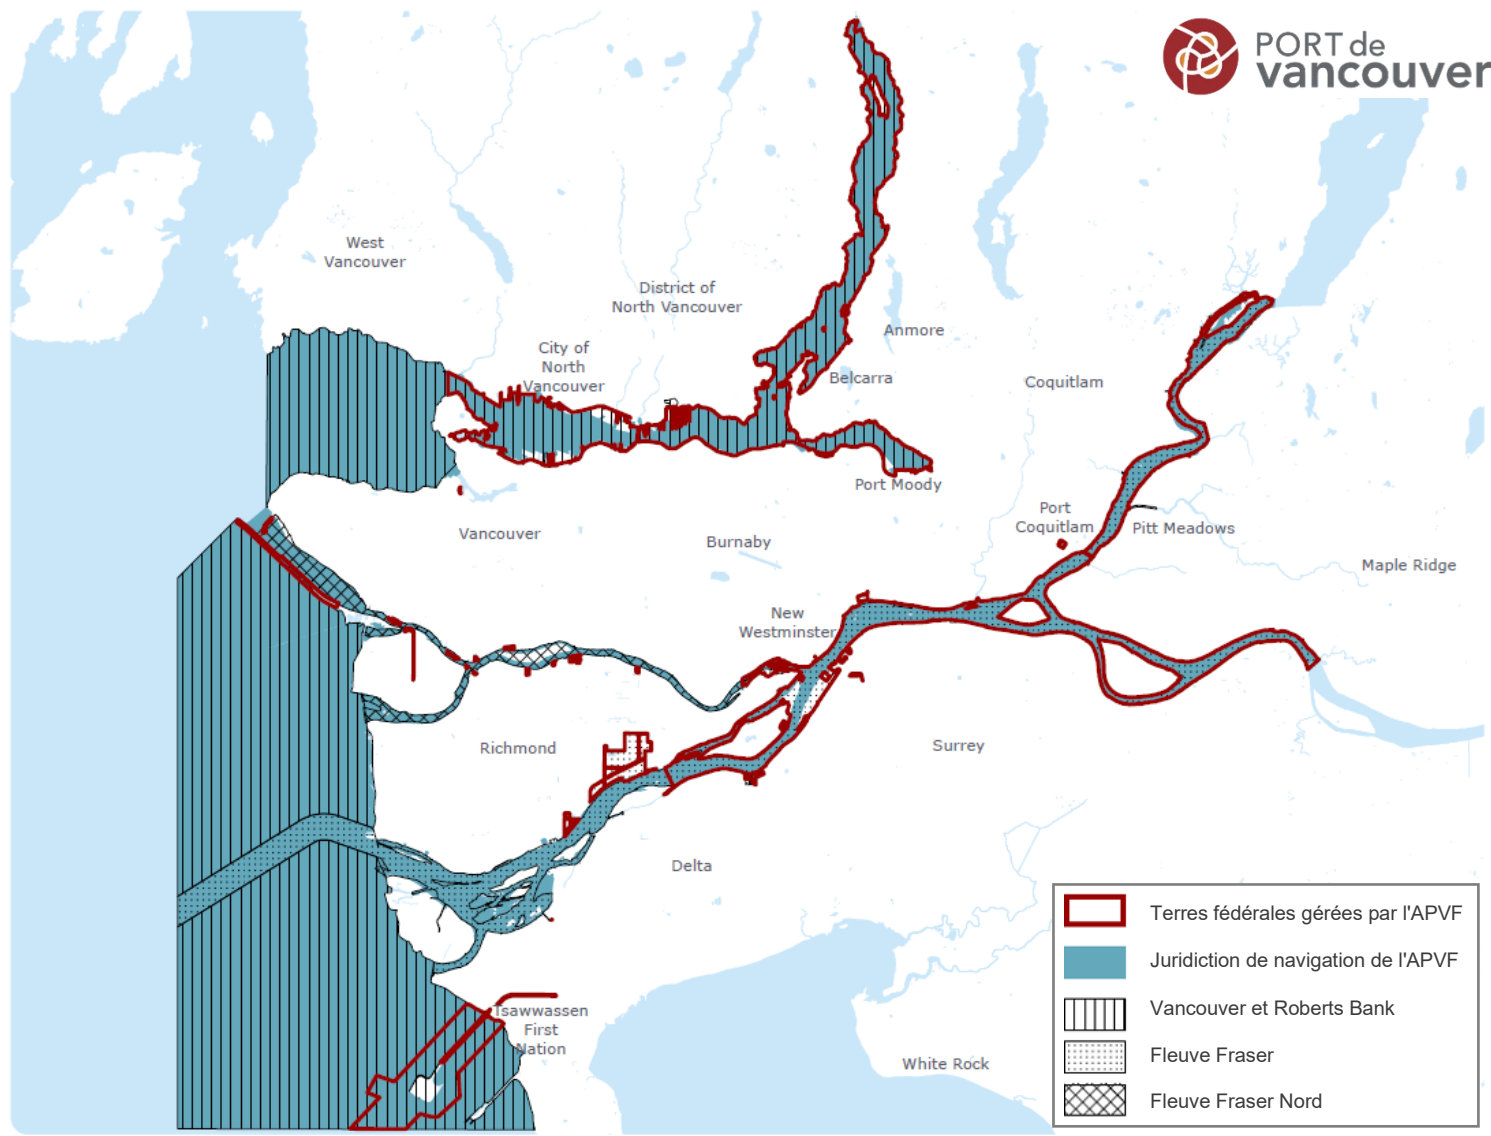 PORT de
vancouver
West
Vancouver
District of
North Vancouver
Anmore
City of
North
Vancouver
Belcarra
Coquitlam
Port Moody
Port
Coquitlam
Pitt Meadows
Vancouver
Burnaby
Maple Ridge
New
Westminster
Richmond
Surrey
Delta
Tsawwassen
First
Nation
White Rock
Terres fédérales gérées par l'APVF
Juridiction de navigation de l'APVF
Vancouver et Roberts Bank
Fleuve Fraser
Fleuve Fraser Nord